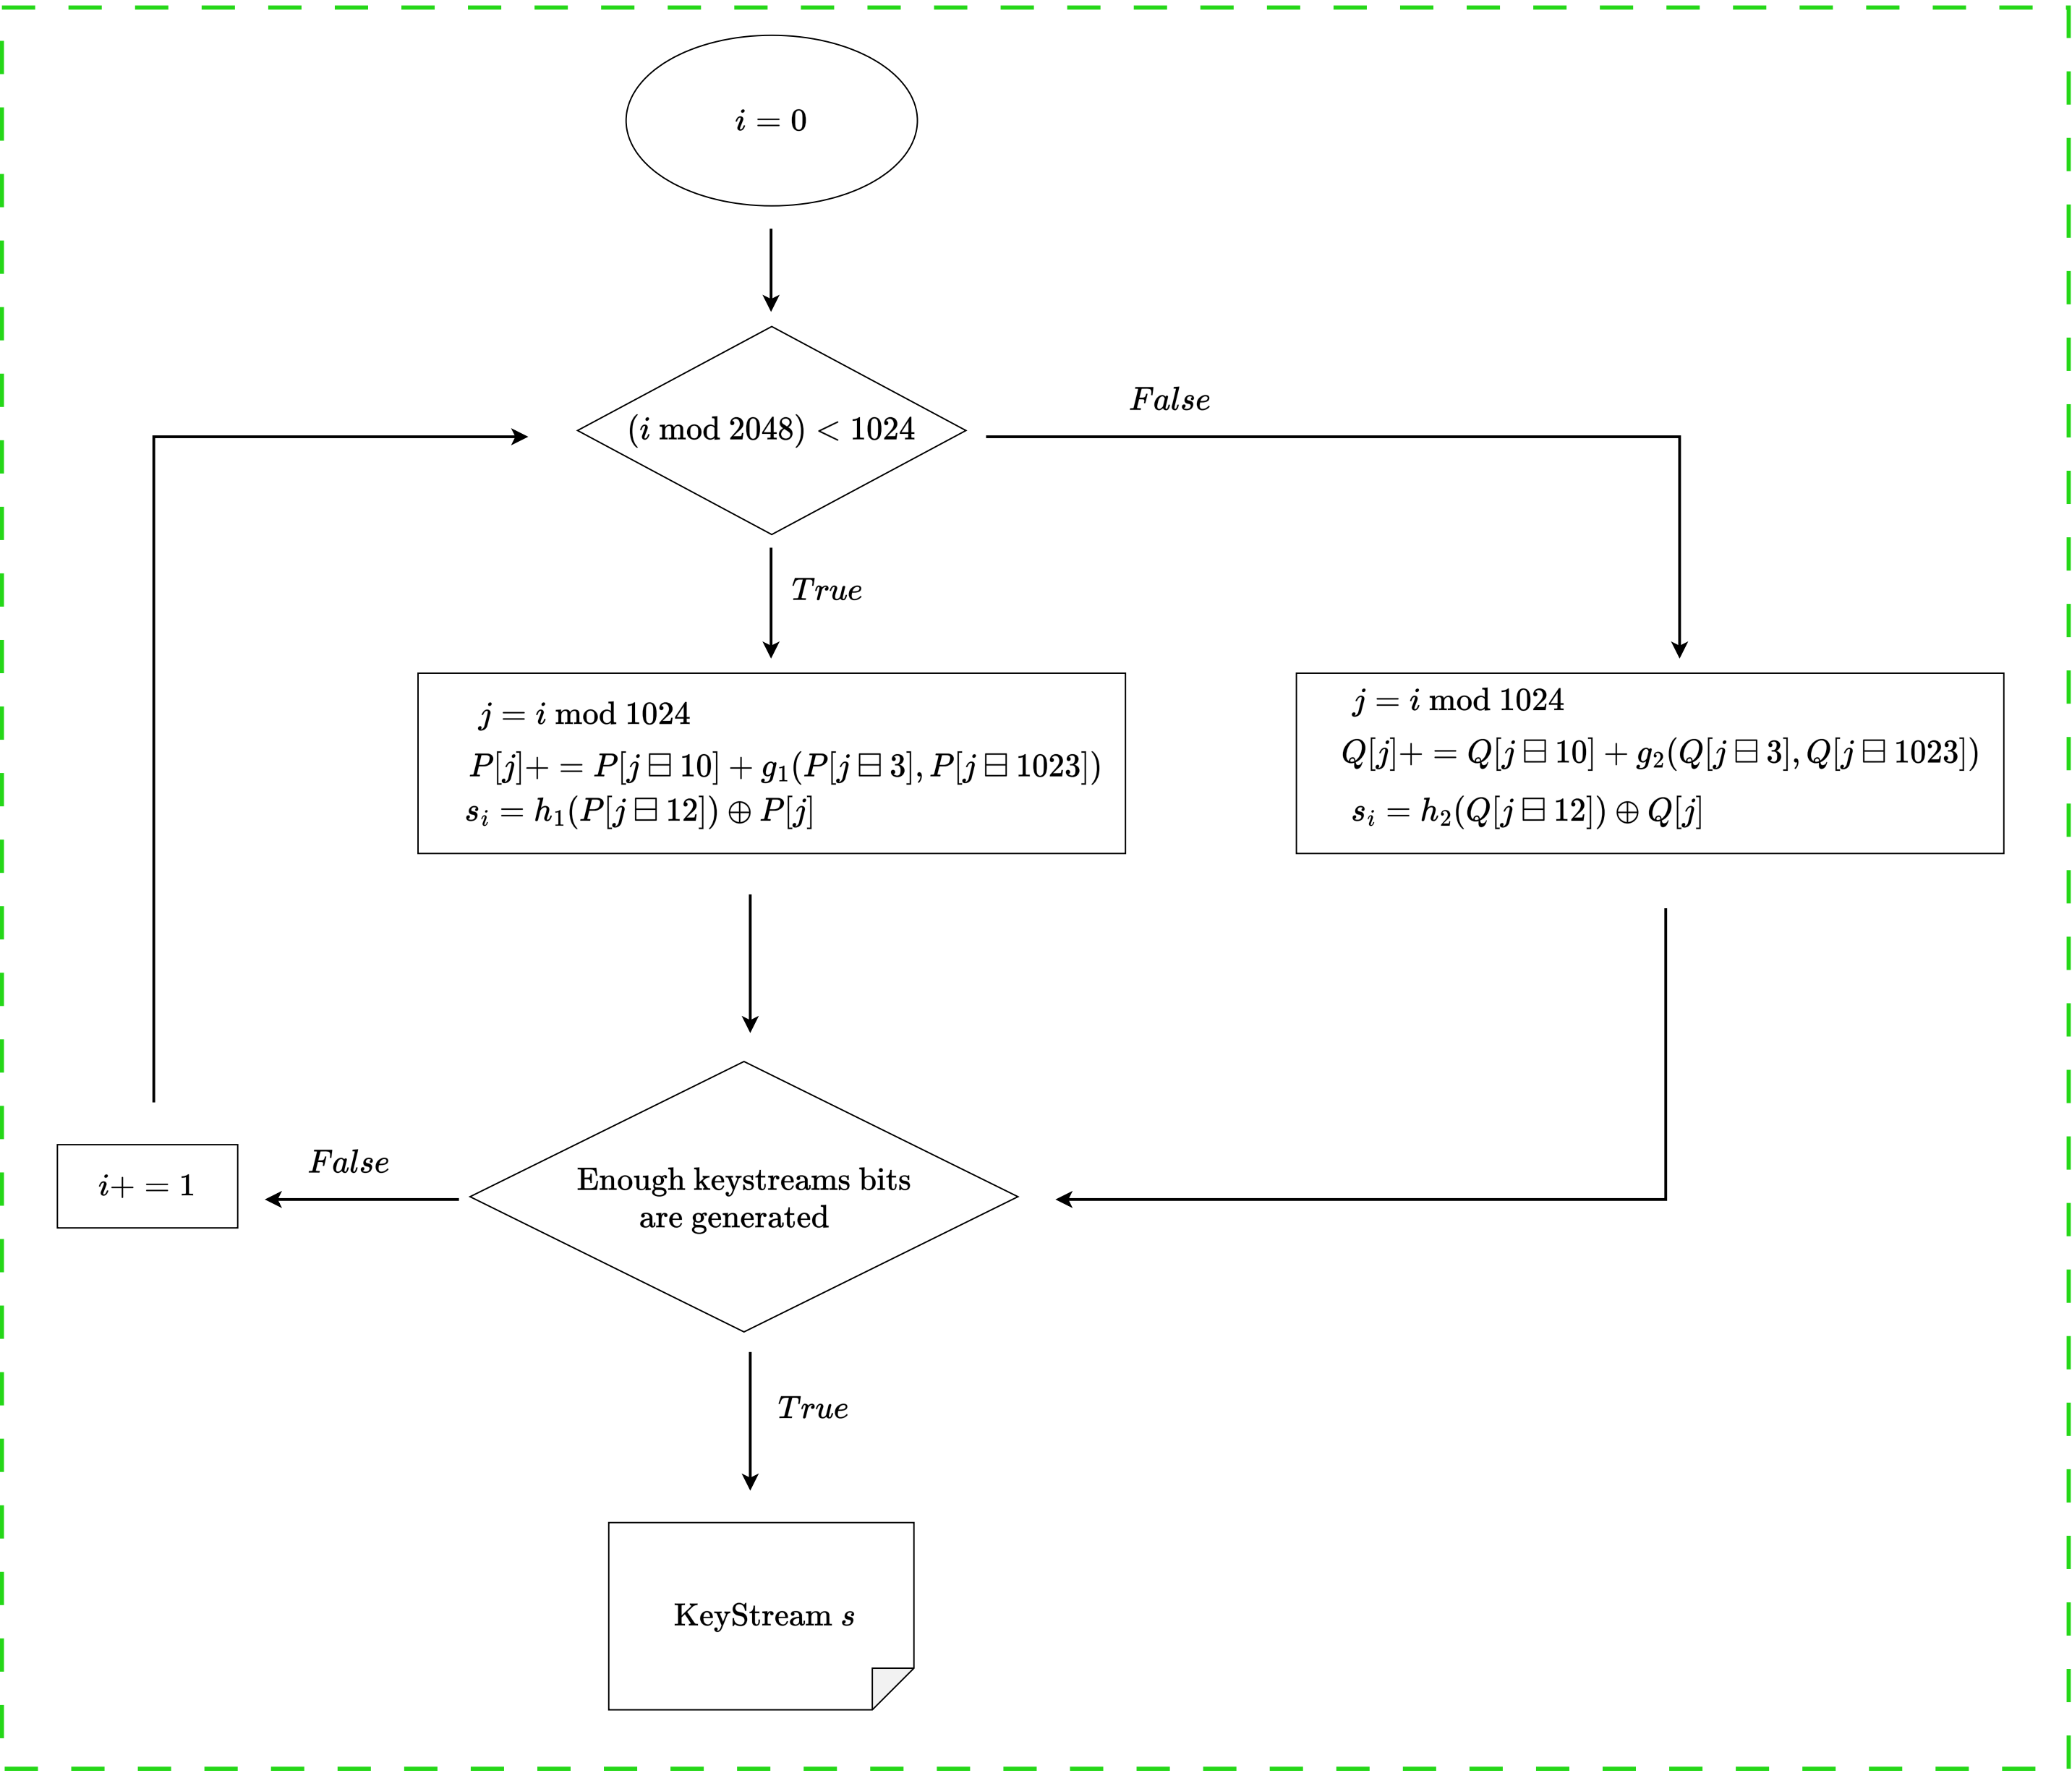 i = 0
(i mod 2048) < 1024
False
True
j = i mod 1024
P[j]+ = P[j ⊟ 10] + g₁(P[j ⊟ 3], P[j ⊟ 1023])
sᵢ = h₁(P[j ⊟ 12]) ⊕ P[j]
j = i mod 1024
Q[j]+ = Q[j ⊟ 10] + g₂(Q[j ⊟ 3], Q[j ⊟ 1023])
sᵢ = h₂(Q[j ⊟ 12]) ⊕ Q[j]
Enough keystreams bits
are generated
False
i+ = 1
True
KeyStream s